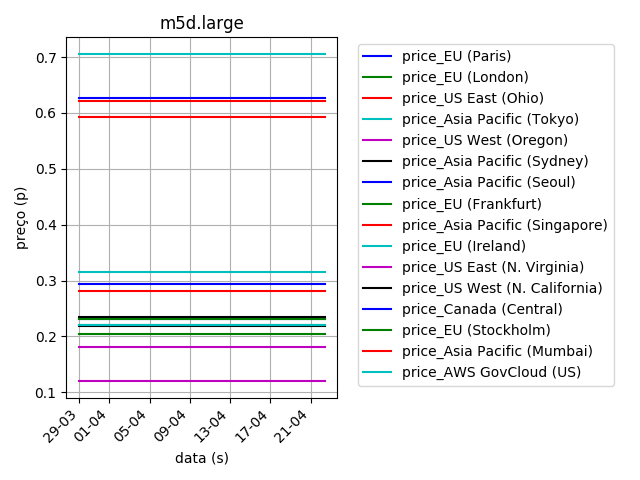 m5d.large
preço (p)
0.7
0.6
0.5
0.4
0.3
0.2
0.1
29-03
01-04
05-04
09-04
13-04
17-04
21-04
data (s)
price_EU (Paris)
price_EU (London)
price_US East (Ohio)
price_Asia Pacific (Tokyo)
price_US West (Oregon)
price_Asia Pacific (Sydney)
price_Asia Pacific (Seoul)
price_EU (Frankfurt)
price_Asia Pacific (Singapore)
price_EU (Ireland)
price_US East (N. Virginia)
price_US West (N. California)
price_Canada (Central)
price_EU (Stockholm)
price_Asia Pacific (Mumbai)
price_AWS GovCloud (US)